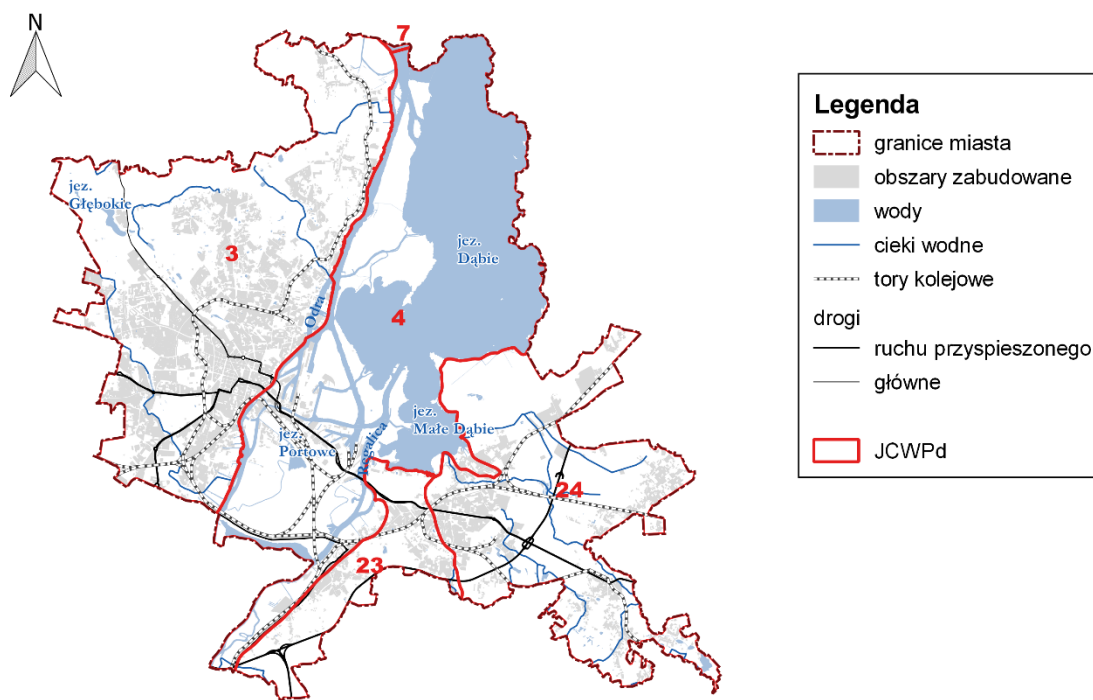 N
7
jez.
Głębokie
3
jez.
Dąbie
Odra
4
jez.
Małe Dąbie
jez.
Portowe
Regalica
24
23
Legenda
granice miasta
obszary zabudowane
wody
cieki wodne
tory kolejowe
drogi
ruchu przyspieszonego
główne
JCWPd